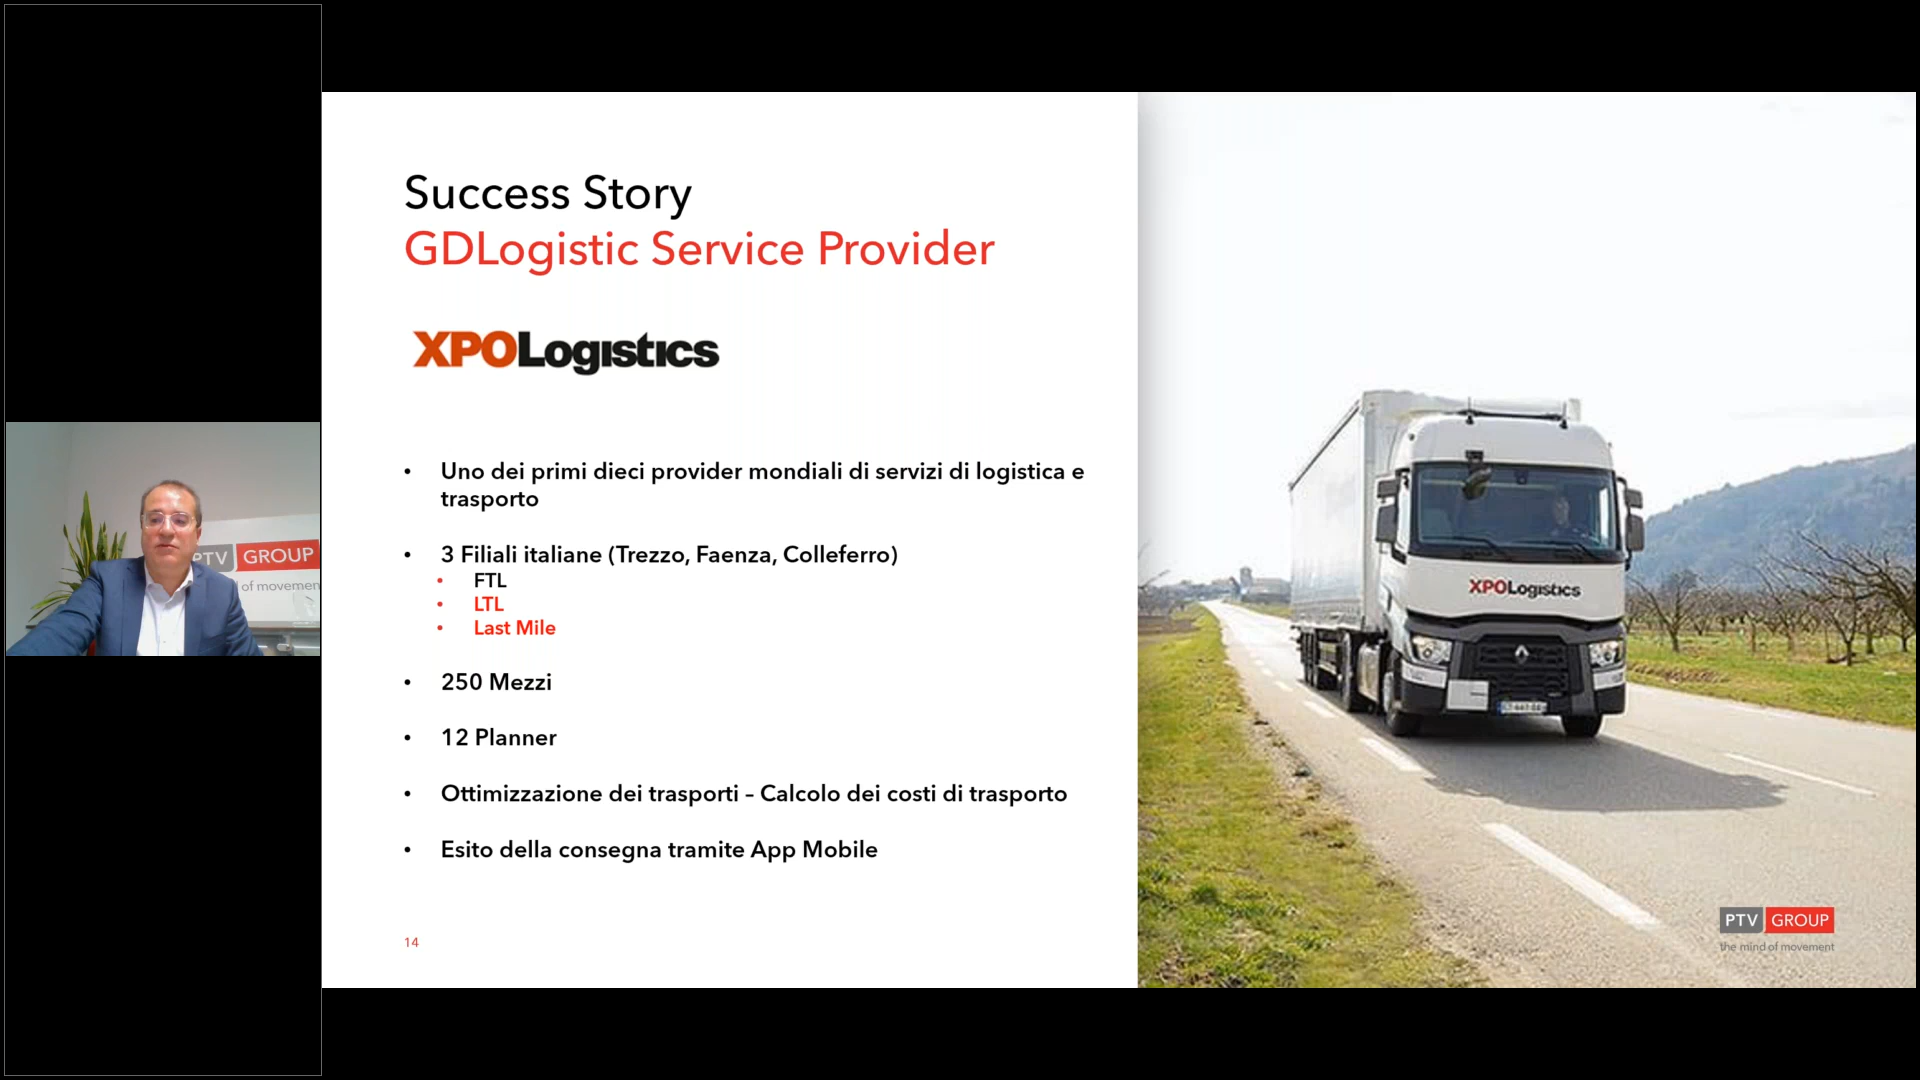 Success Story
GDLogistic Service Provider
XPOLogistics
• Uno dei primi dieci provider mondiali di servizi di logistica e
trasporto
• 3 Filiali italiane (Trezzo, Faenza, Colleferro)
• FTL
• LTL
• Last Mile
• 250 Mezzi
• 12 Planner
• Ottimizzazione dei trasporti – Calcolo dei costi di trasporto
• Esito della consegna tramite App Mobile
14
PTV GROUP
of movemen
XPOLogistics
PTV GROUP
the mind of movement